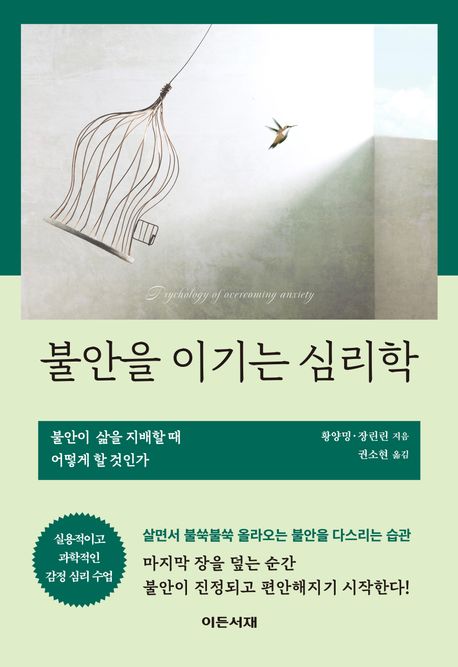 Psychology of overcoming anxiety
불안을 이기는 심리학
불안이 삶을 지배할 때
어떻게 할 것인가
황양밍·장린린 지음
권소현 옮김
실용적이고
과학적인
감정 심리 수업
살면서 불쑥불쑥 올라오는 불안을 다스리는 습관
마지막 장을 덮는 순간
불안이 진정되고 편안해지기 시작한다!
이든서재